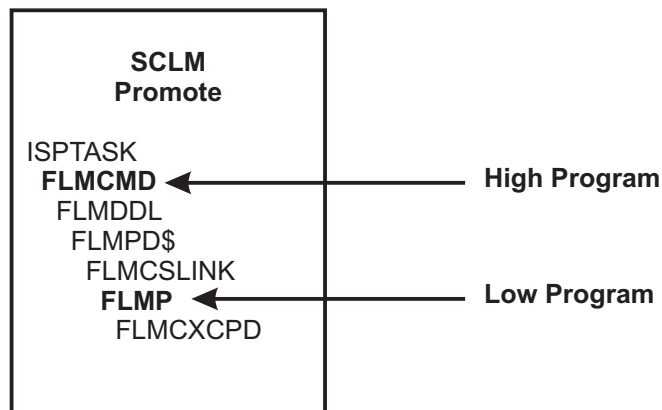 SCLM
Promote
ISPTASK
FLMCMD
High Program
FLMDDL
FLMPD$
FLMCSLINK
FLMP
Low Program
FLMCXCPD